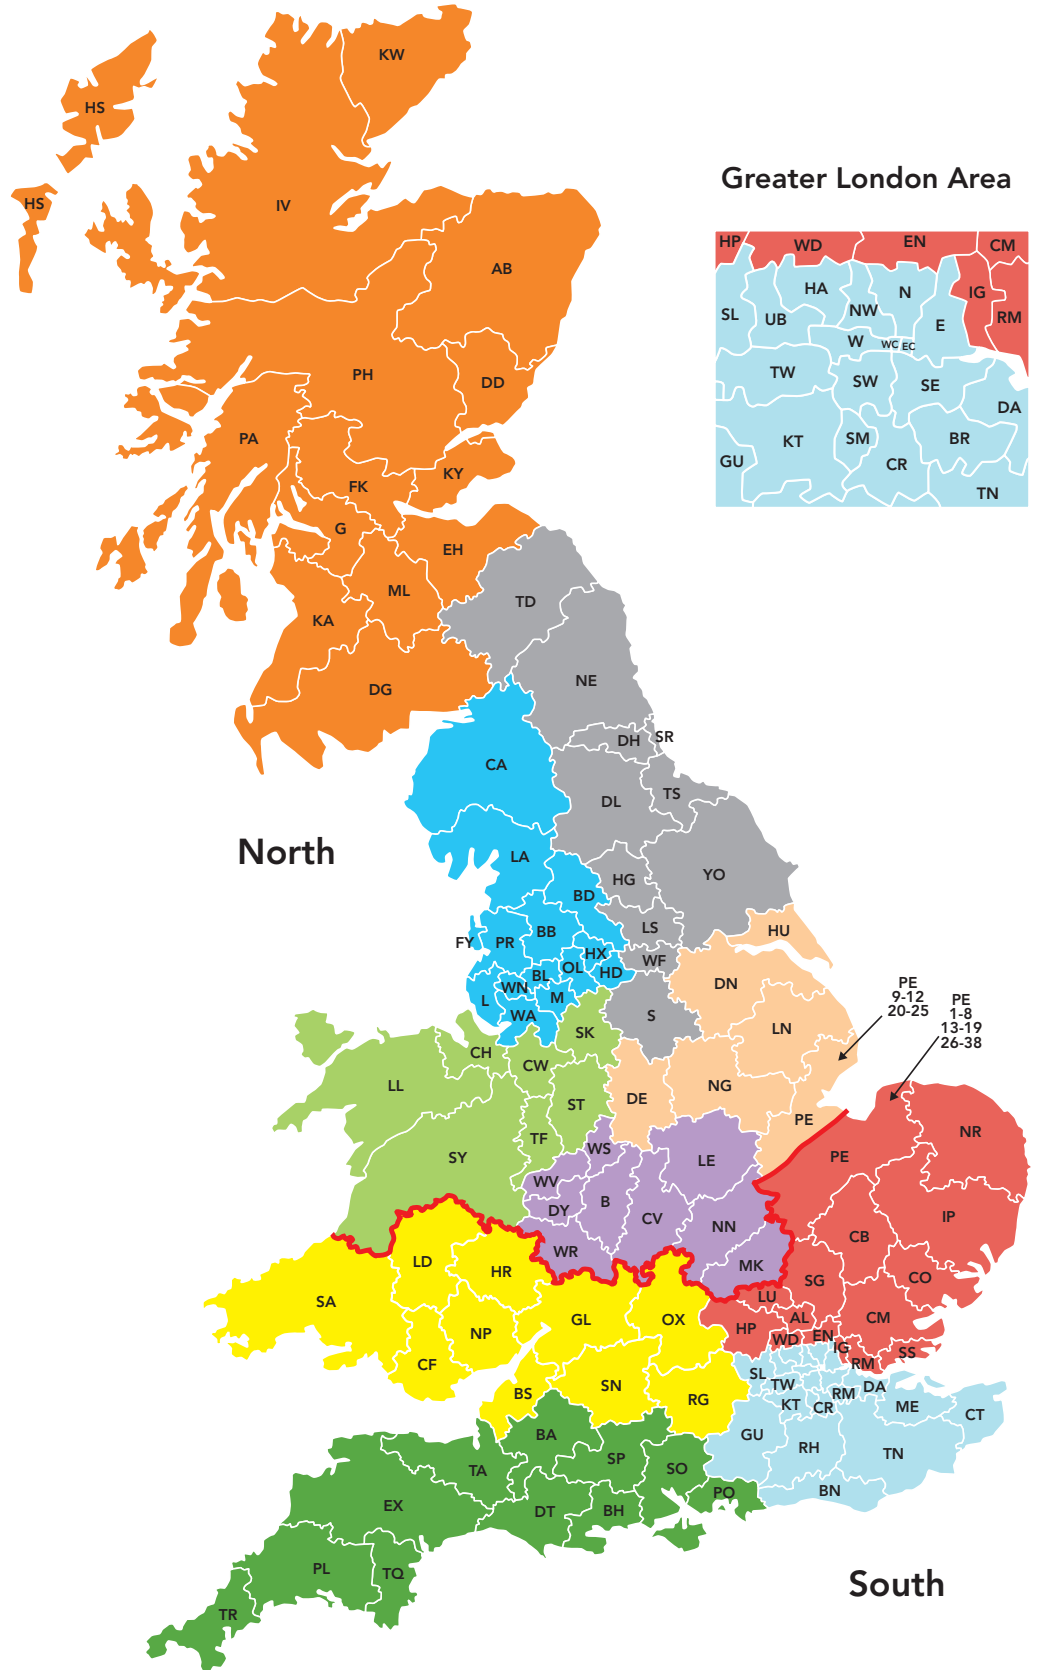 KW
HS
HS
IV
AB
PH
DD
PA
KY
FK
G
EH
ML
KA
DG
Greater London Area
HP
WD
EN
CM
HA
N
IG
SL
UB
NW
E
RM
W
WC
EC
TW
SW
SE
DA
KT
SM
BR
GU
CR
TN
TD
NE
DH
SR
CA
DL
TS
North
LA
HG
YO
BD
LS
HU
FY
PR
BB
HX
WF
OL
HD
BL
WN
DN
L
M
WA
S
LN
SK
PE
9-12
20-25
PE
1-8
13-19
26-38
CH
CW
LL
ST
DE
NG
PE
NR
TF
WS
SY
LE
PE
WV
B
DY
CV
NN
IP
CB
WR
LD
HR
MK
SG
CO
LU
SA
GL
OX
AL
CM
HP
NP
WD
EN
IG
SS
CF
RM
SL
TW
BS
SN
RM
DA
RG
KT
CR
ME
CT
BA
GU
RH
TN
SP
TA
SO
PO
BN
EX
DT
BH
PL
TQ
South
TR